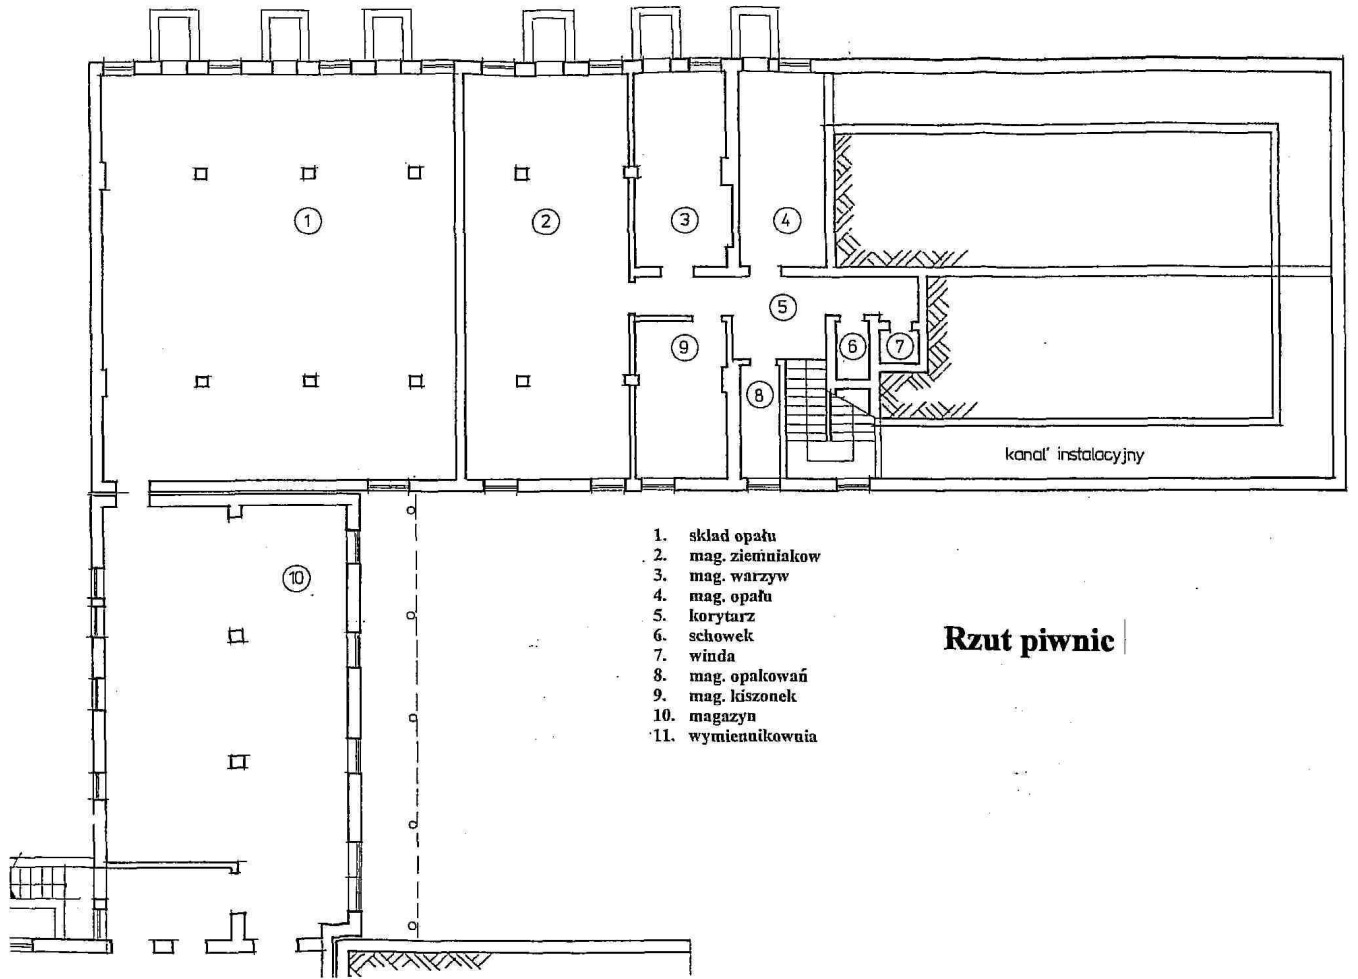 1
2
3
4
5
6
7
9
8
kanał instalacyjny
10
1. skład opału
2. mag. ziemniakow
3. mag. warzyw
4. mag. opału
5. korytarz
6. schowek
7. winda
8. mag. opakowań
9. mag. kiszonek
10. magazyn
11. wymiennikownia
Rzut piwnic